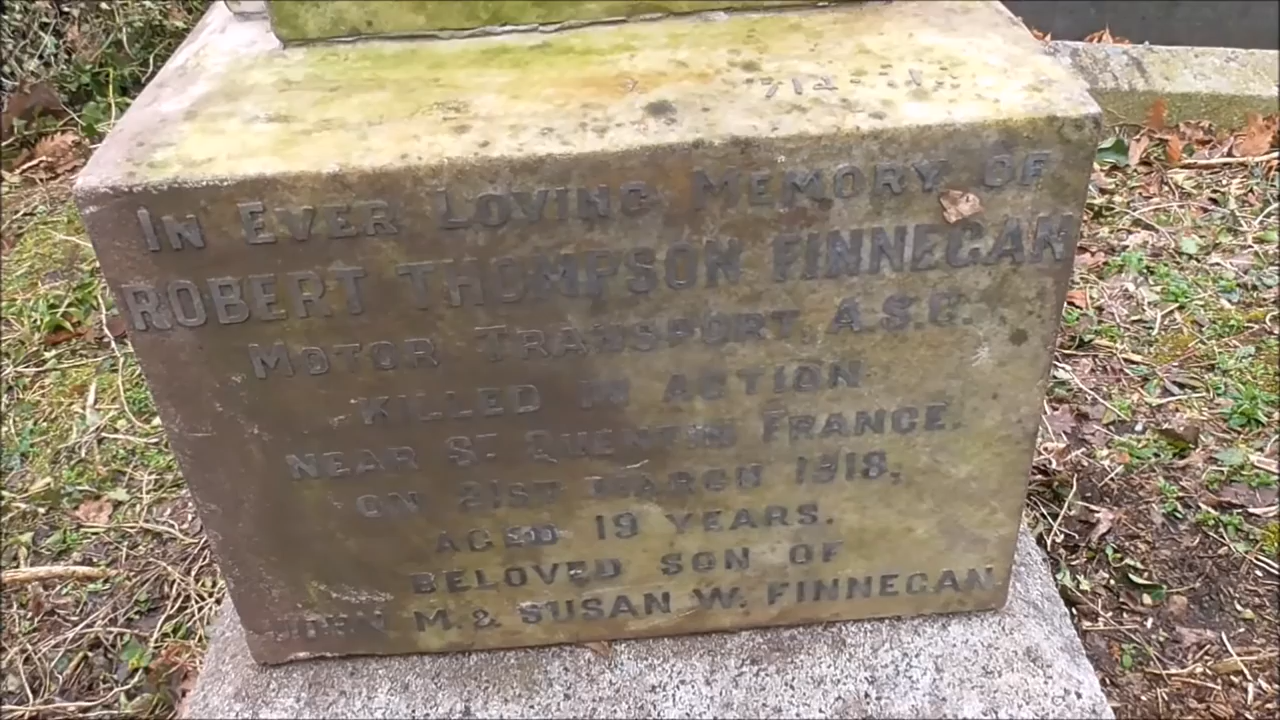 IN EVER LOVING MEMORY OF
ROBERT THOMPSON FINNEGAN
MOTOR TRANSPORT A.S.C.
KILLED IN ACTION
NEAR ST. QUENTIN FRANCE.
ON 21ST MARCH 1918,
AGED 19 YEARS.
BELOVED SON OF
JOHN M. & SUSAN W. FINNEGAN